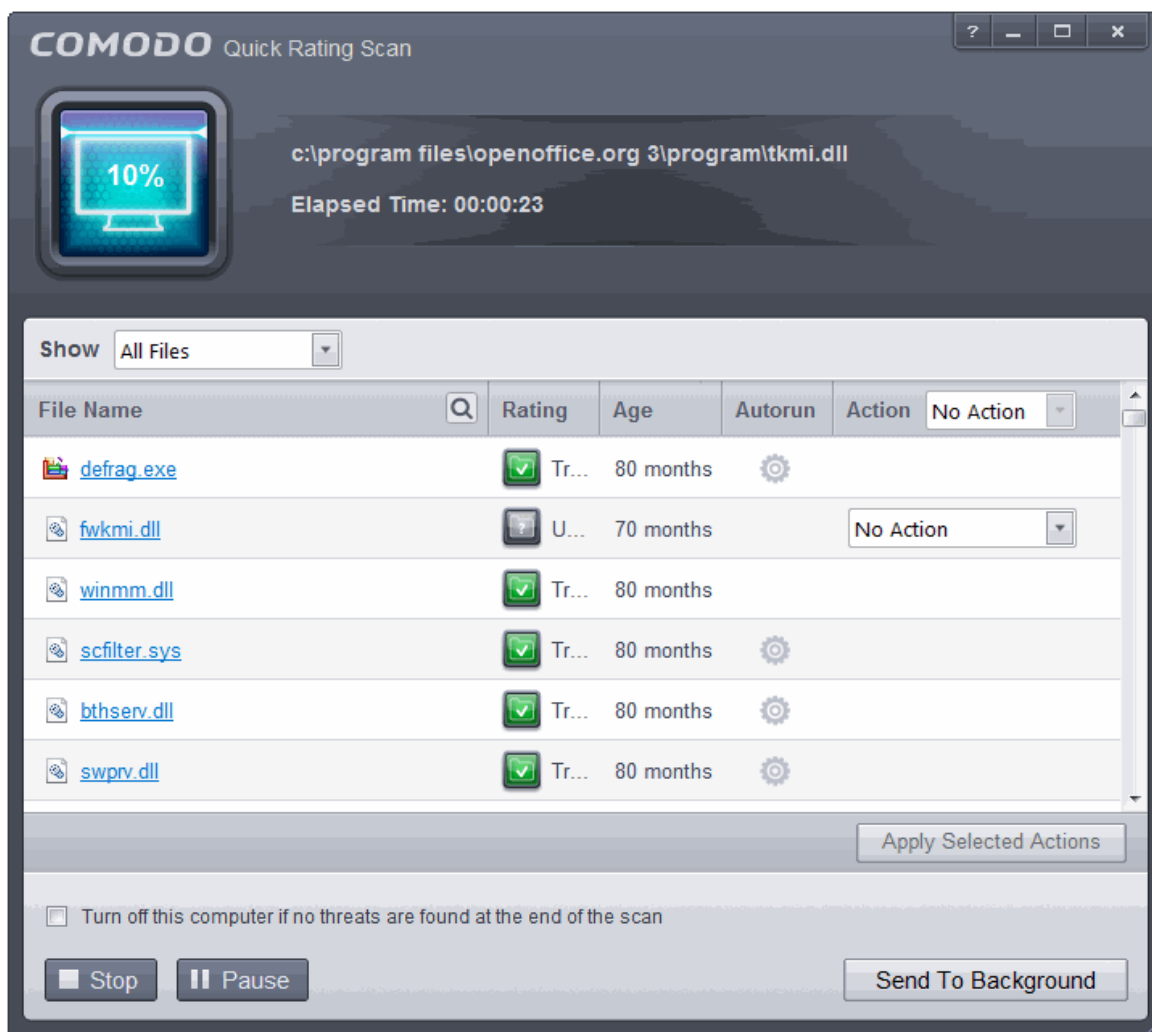 COMODO Quick Rating Scan
?
10%
c:\program files\openoffice.org 3\program\tkmi.dll
Elapsed Time: 00:00:23
Show All Files
File Name Rating Age Autorun Action No Action
defrag.exe Tr... 80 months
fwkmi.dll ? U... 70 months No Action
winmm.dll Tr... 80 months
scfilter.sys Tr... 80 months
bthserv.dll Tr... 80 months
swprv.dll Tr... 80 months
Apply Selected Actions
Turn off this computer if no threats are found at the end of the scan
Stop Pause Send To Background